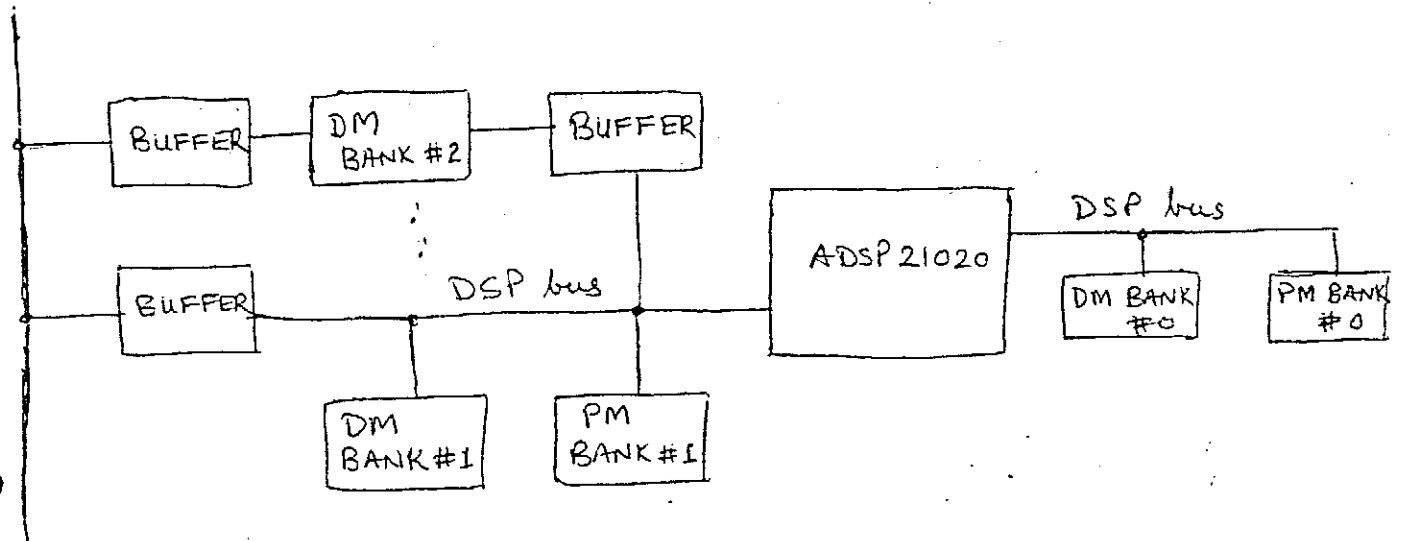 BUFFER
DM
BANK #2
BUFFER
DSP bus
ADSP 21020
BUFFER
DSP bus
DM BANK
#0
PM BANK
#0
DM
BANK #1
PM
BANK #1